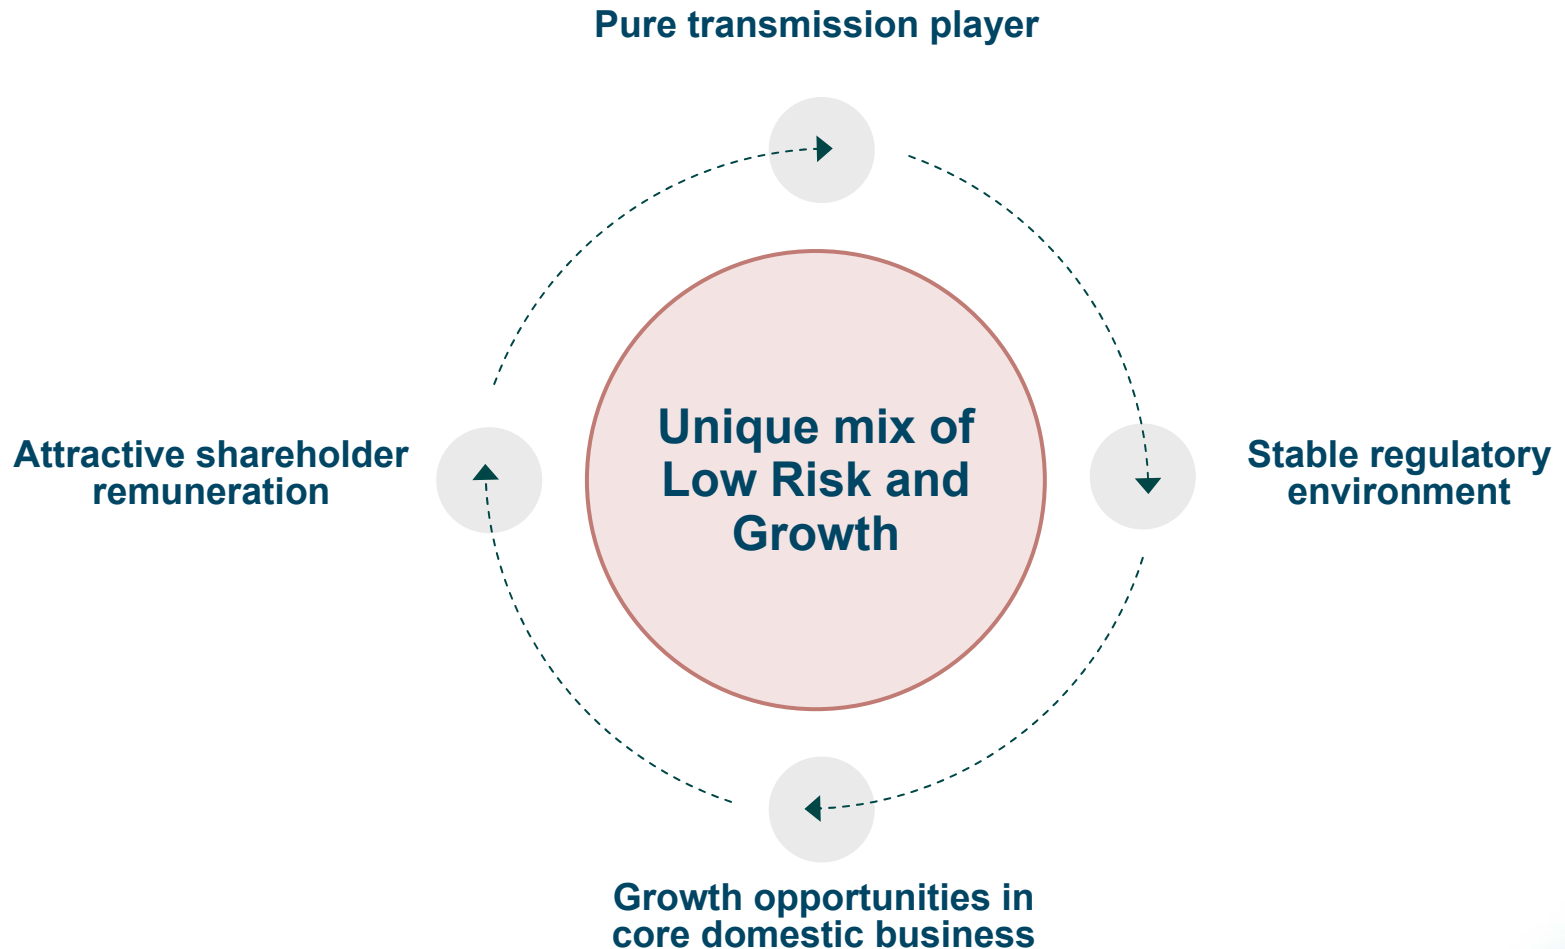 Pure transmission player
Attractive shareholder
remuneration
Unique mix of
Low Risk and
Growth
Stable regulatory
environment
Growth opportunities in
core domestic business